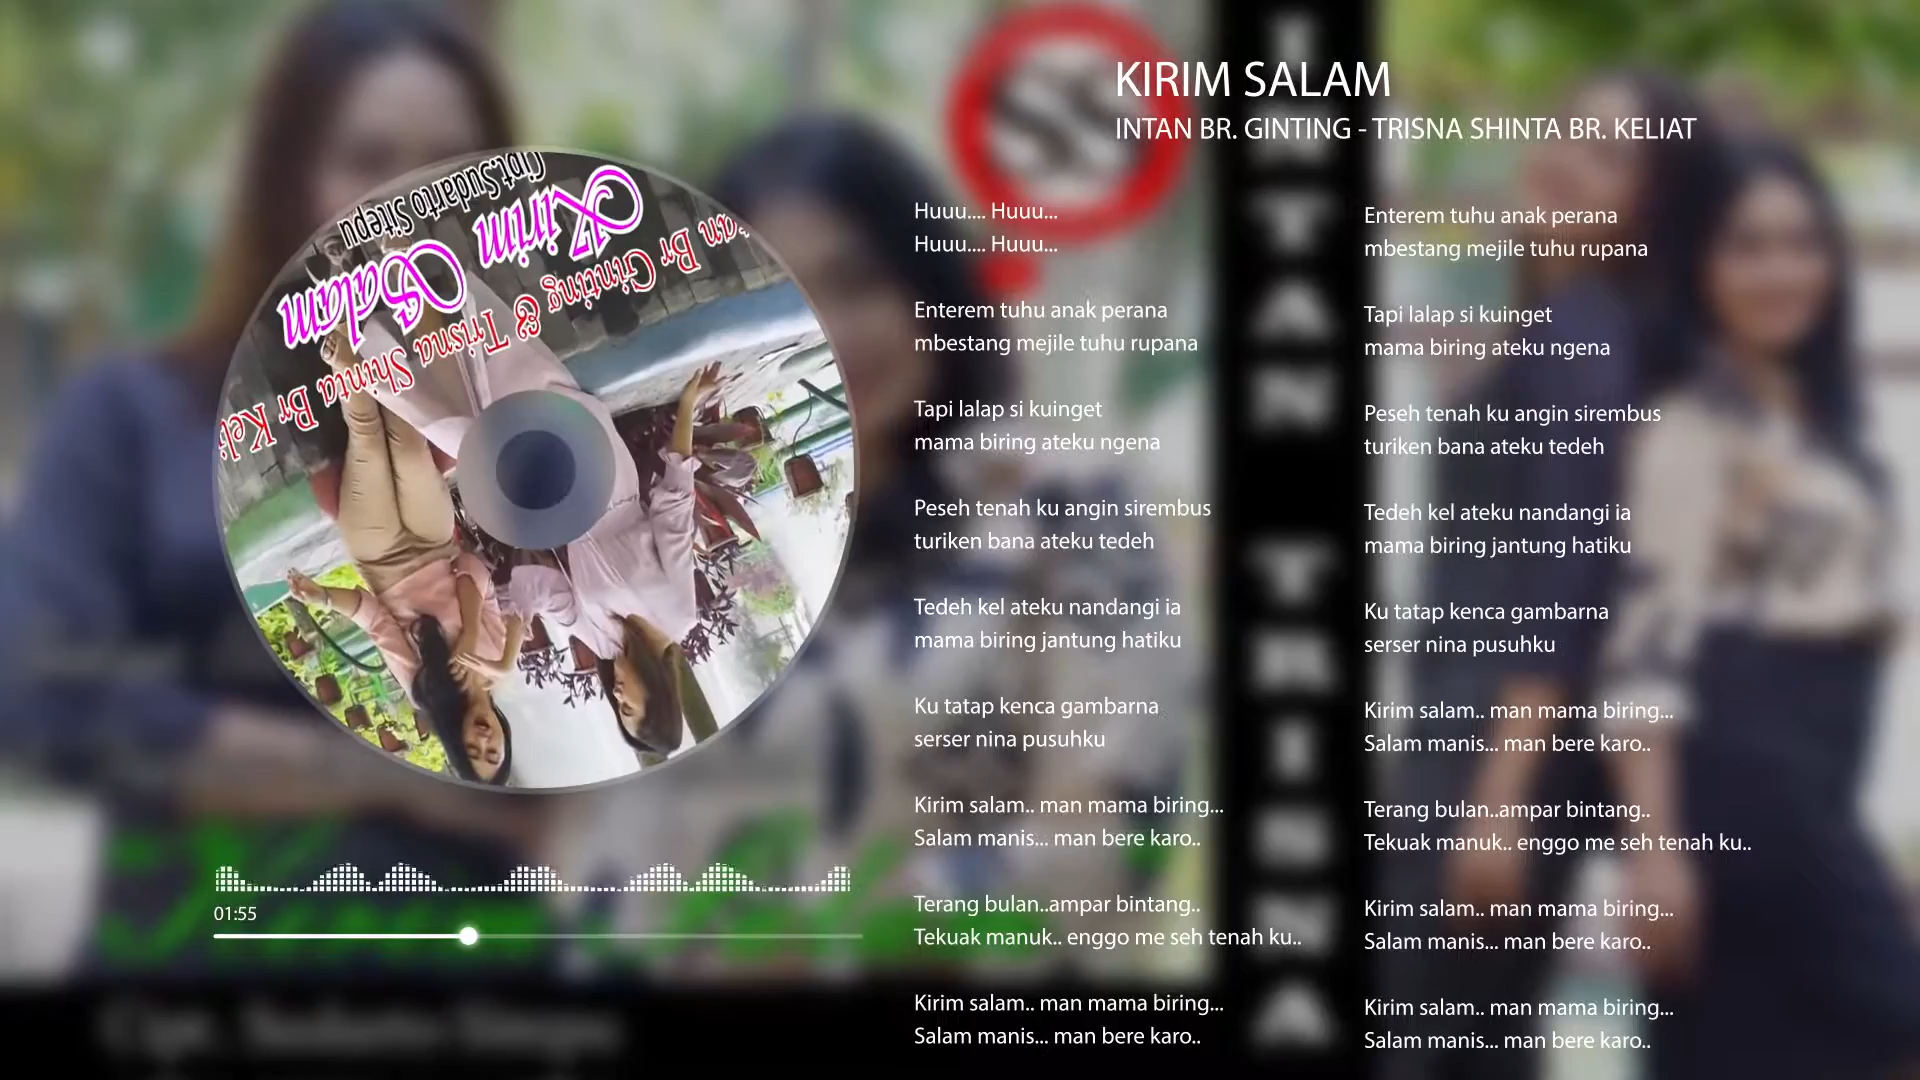 KIRIM SALAM
INTAN BR. GINTING - TRISNA SHINTA BR. KELIAT
Cipt.Sudarto Sitepu
Kirim Salam
an Br Ginting & Trisna Shinta Br Keli
01:55
Huuu.... Huuu...
Huuu.... Huuu...
Enterem tuhu anak perana
mbestang mejile tuhu rupana
Tapi lalap si kuinget
mama biring ateku ngena
Peseh tenah ku angin sirembus
turiken bana ateku tedeh
Tedeh kel ateku nandangi ia
mama biring jantung hatiku
Ku tatap kenca gambarna
serser nina pusuhku
Kirim salam.. man mama biring...
Salam manis... man bere karo..
Terang bulan..ampar bintang..
Tekuak manuk.. enggo me seh tenah ku..
Kirim salam.. man mama biring...
Salam manis... man bere karo..
Enterem tuhu anak perana
mbestang mejile tuhu rupana
Tapi lalap si kuinget
mama biring ateku ngena
Peseh tenah ku angin sirembus
turiken bana ateku tedeh
Tedeh kel ateku nandangi ia
mama biring jantung hatiku
Ku tatap kenca gambarna
serser nina pusuhku
Kirim salam.. man mama biring...
Salam manis... man bere karo..
Terang bulan..ampar bintang..
Tekuak manuk.. enggo me seh tenah ku..
Kirim salam.. man mama biring...
Salam manis... man bere karo..
Kirim salam.. man mama biring...
Salam manis... man bere karo..
INTAN TRISNA